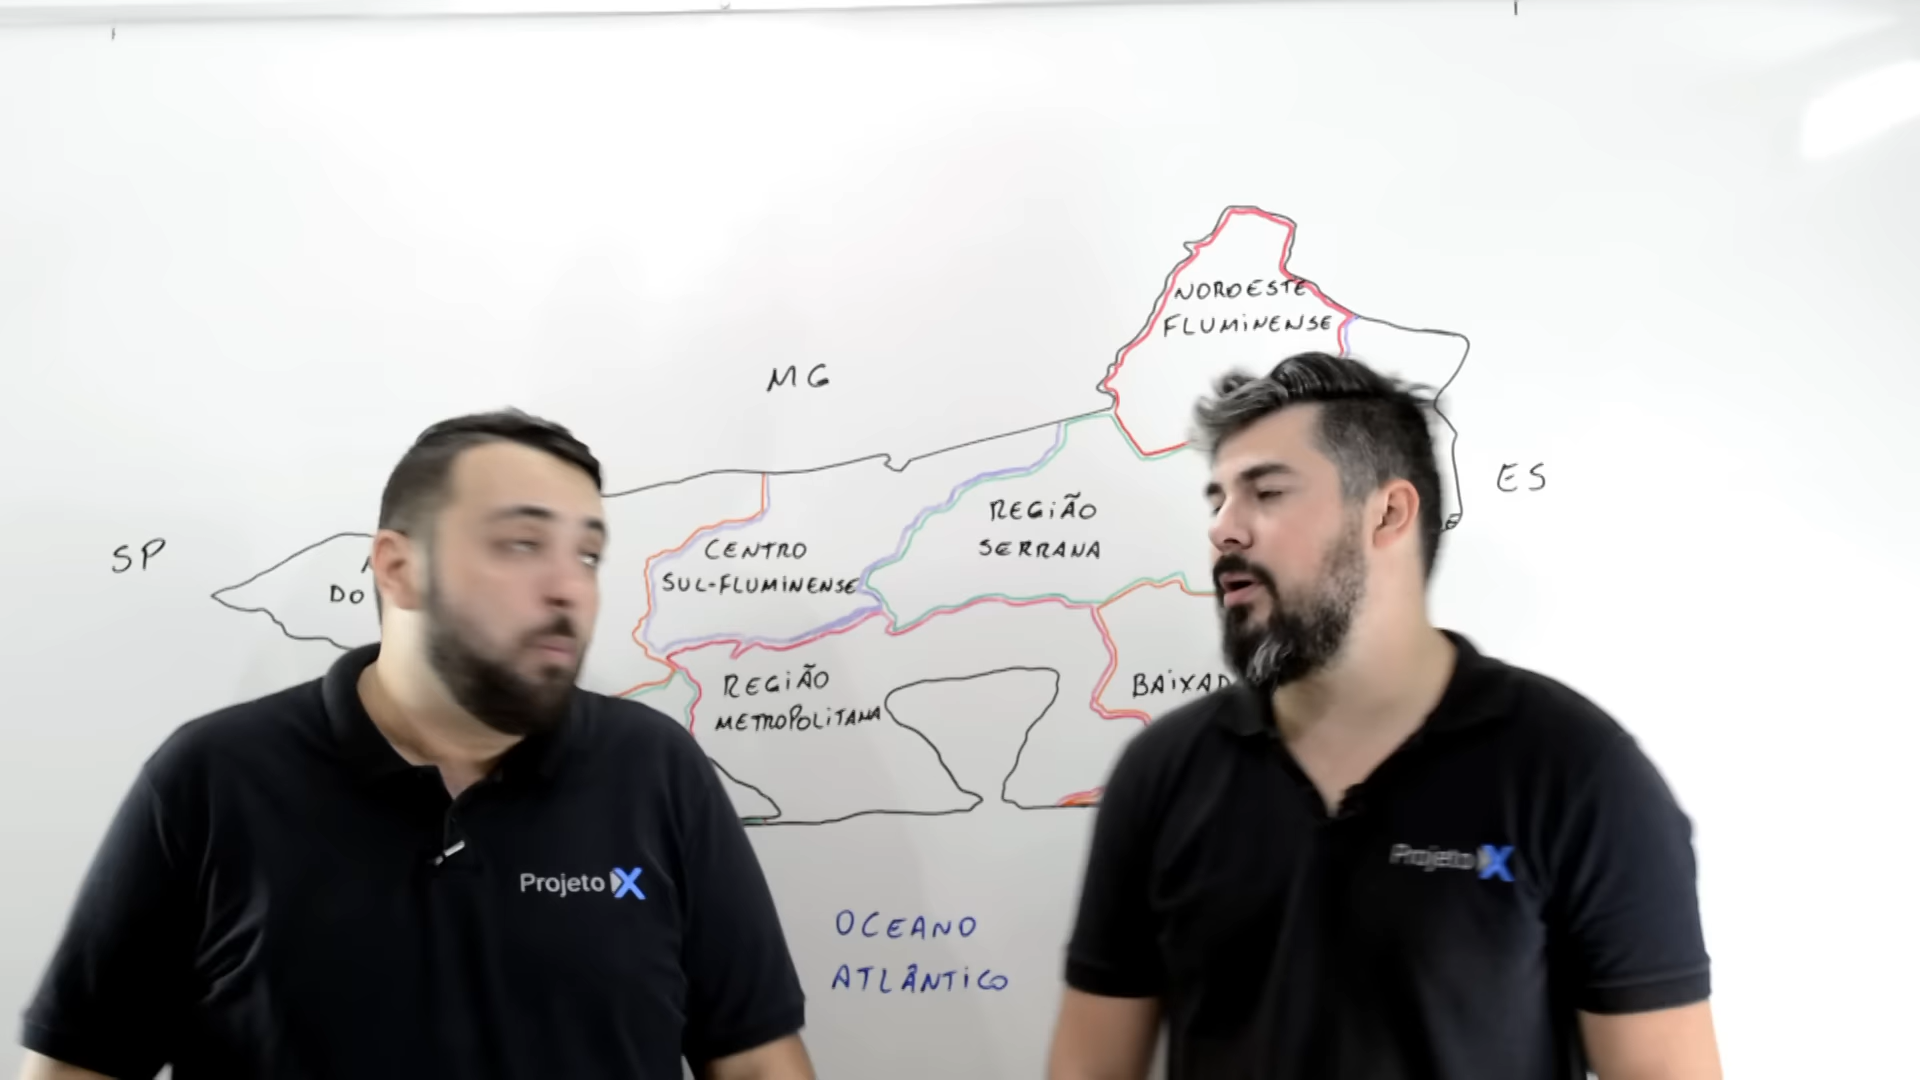 NOROESTE
FLUMINENSE
MG
ES
REGIÃO
SERRANA
SP
CENTRO
SUL-FLUMINENSE
DO
REGIÃO
METROPOLITANA
BAIXAD
Projeto X
Projeto X
OCEANO
ATLÂNTICO